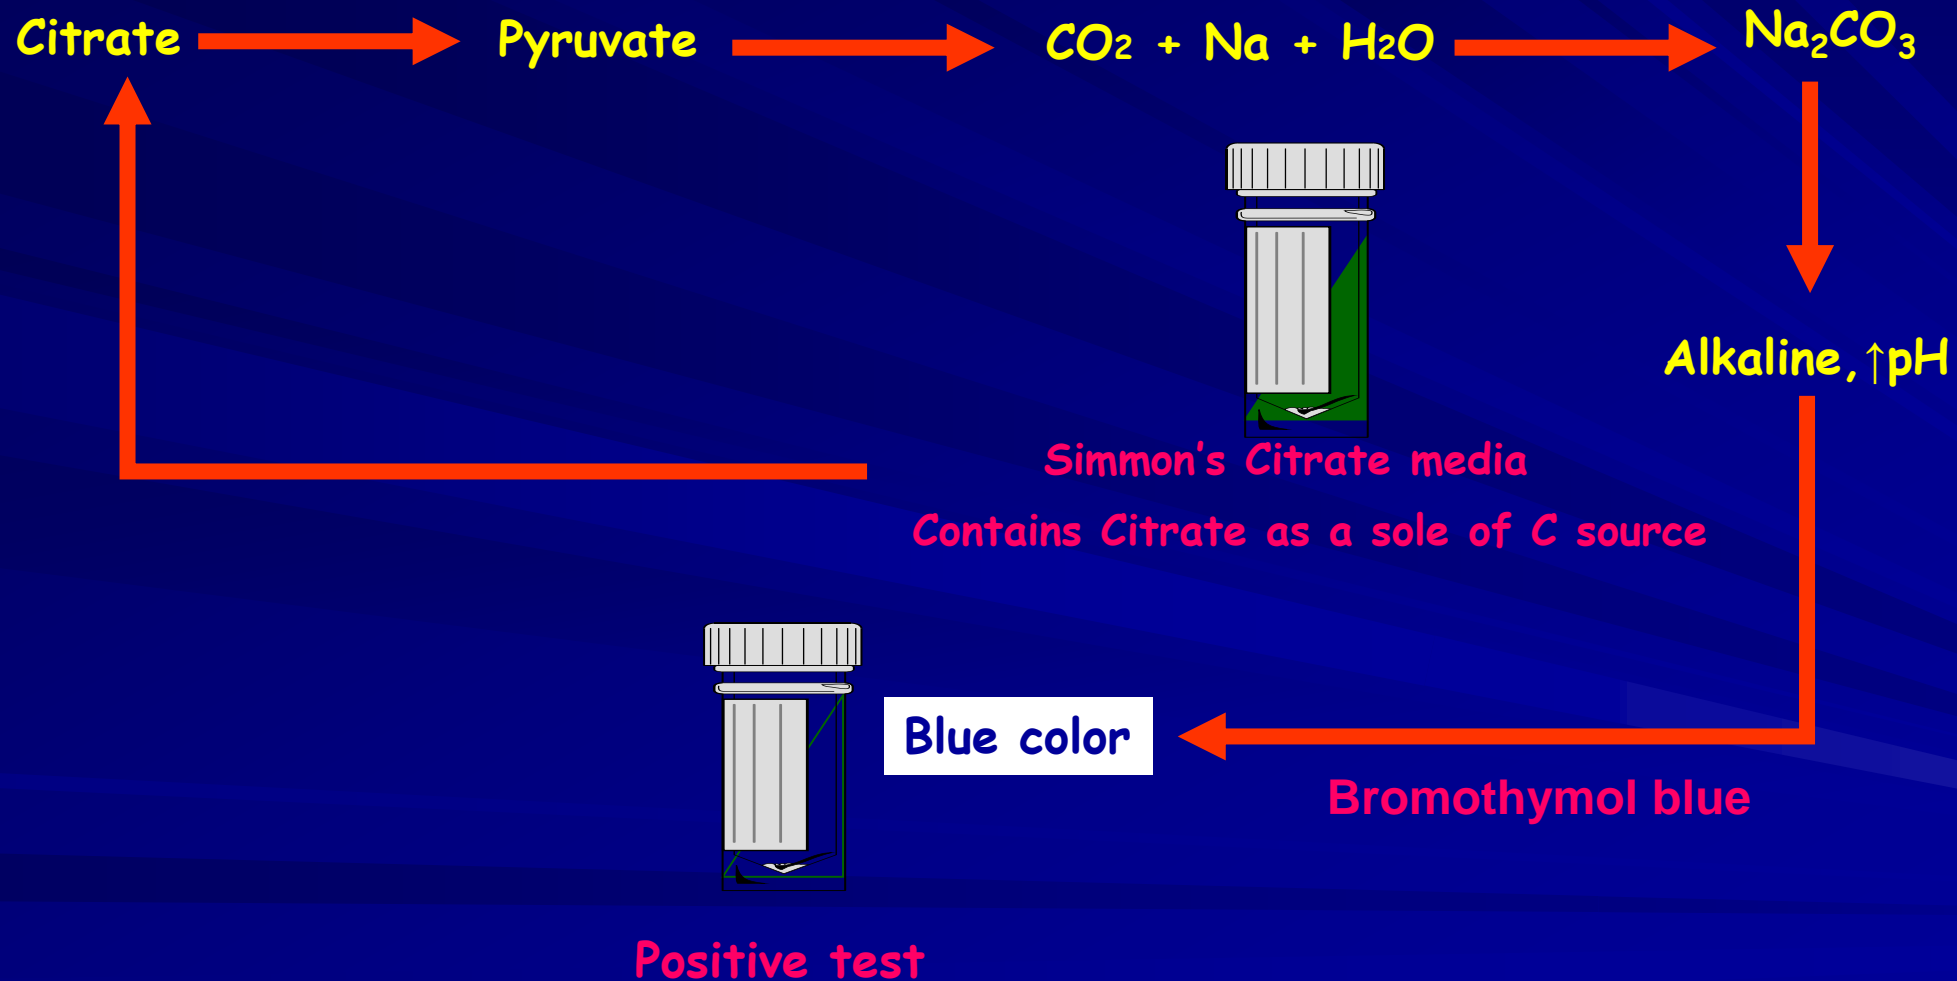 Citrate
Pyruvate
CO2 + Na + H2O
Na₂CO₃
Alkaline, ↑pH
Simmon's Citrate media
Contains Citrate as a sole of C source
Blue color
Bromothymol blue
Positive test